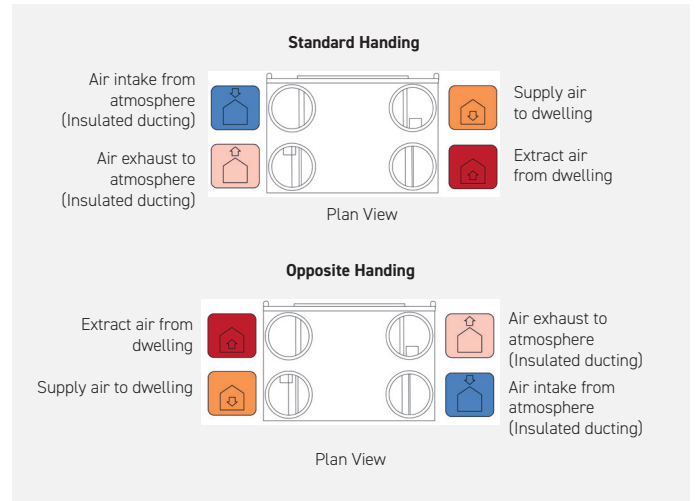 Standard Handing
Air intake from
atmosphere
(Insulated ducting)
Air exhaust to
atmosphere
(Insulated ducting)
Supply air
to dwelling
Extract air
from dwelling
Plan View
Opposite Handing
Extract air from
dwelling
Supply air to dwelling
Air exhaust to
atmosphere
(Insulated ducting)
Air intake from
atmosphere
(Insulated ducting)
Plan View